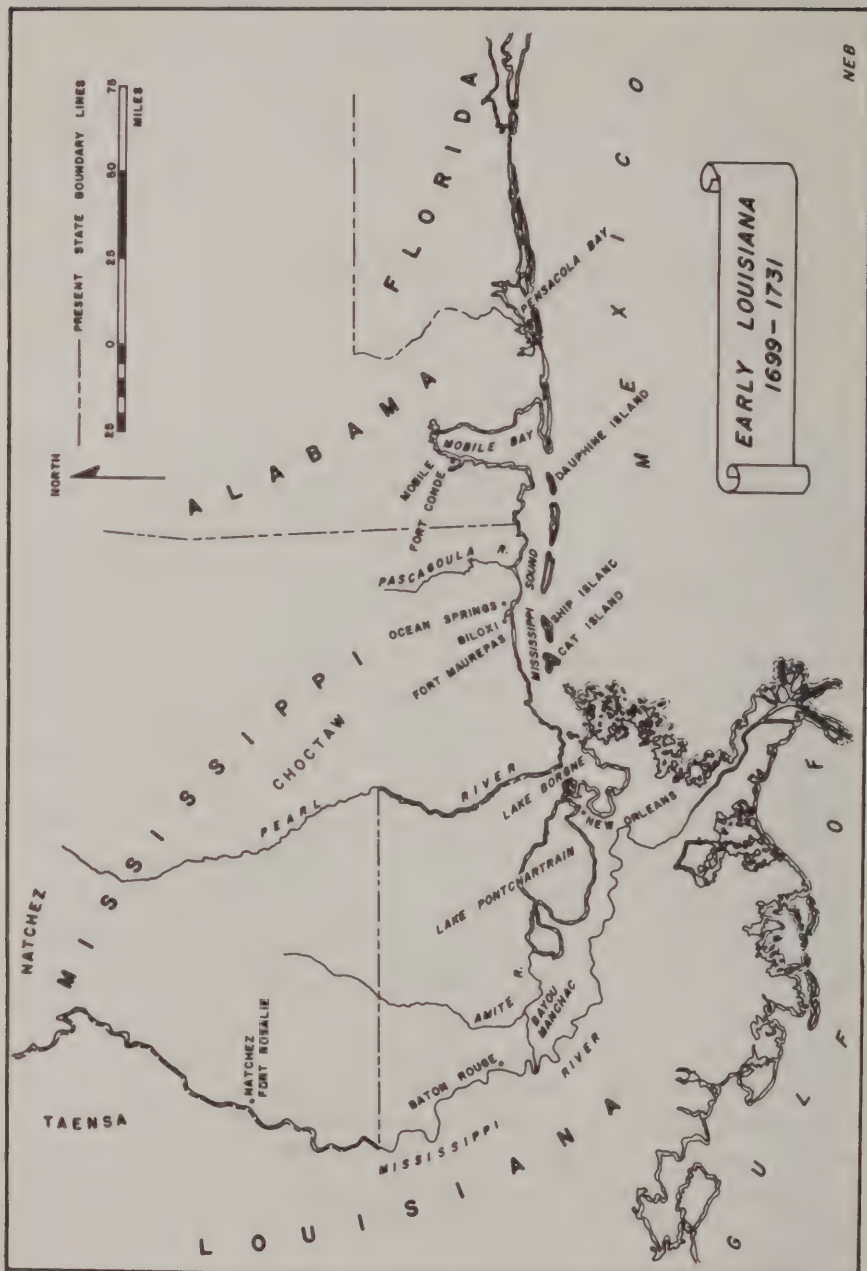 NORTH
PRESENT STATE BOUNDARY LINES
25 0 25 50 75
MILES
NATCHEZ
TAENSA
MISSISSIPPI
ALABAMA
FLORIDA
LOUISIANA
CHOCTAW
NATCHEZ
FORT ROSALIE
PEARL RIVER
PASCAGOULA R.
MOBILE
FORT CONDE
MOBILE BAY
PENSACOLA BAY
OCEAN SPRINGS
BILOXI
FORT MAUREPAS
MISSISSIPPI SOUND
DAUPHINE ISLAND
SHIP ISLAND
CAT ISLAND
LAKE BORGNE
NEW ORLEANS
LAKE PONTCHARTRAIN
AMITE R.
BAYOU
MANCHAC
BATON ROUGE
MISSISSIPPI RIVER
GULF OF MEXICO
EARLY LOUISIANA
1699-1731
NEB